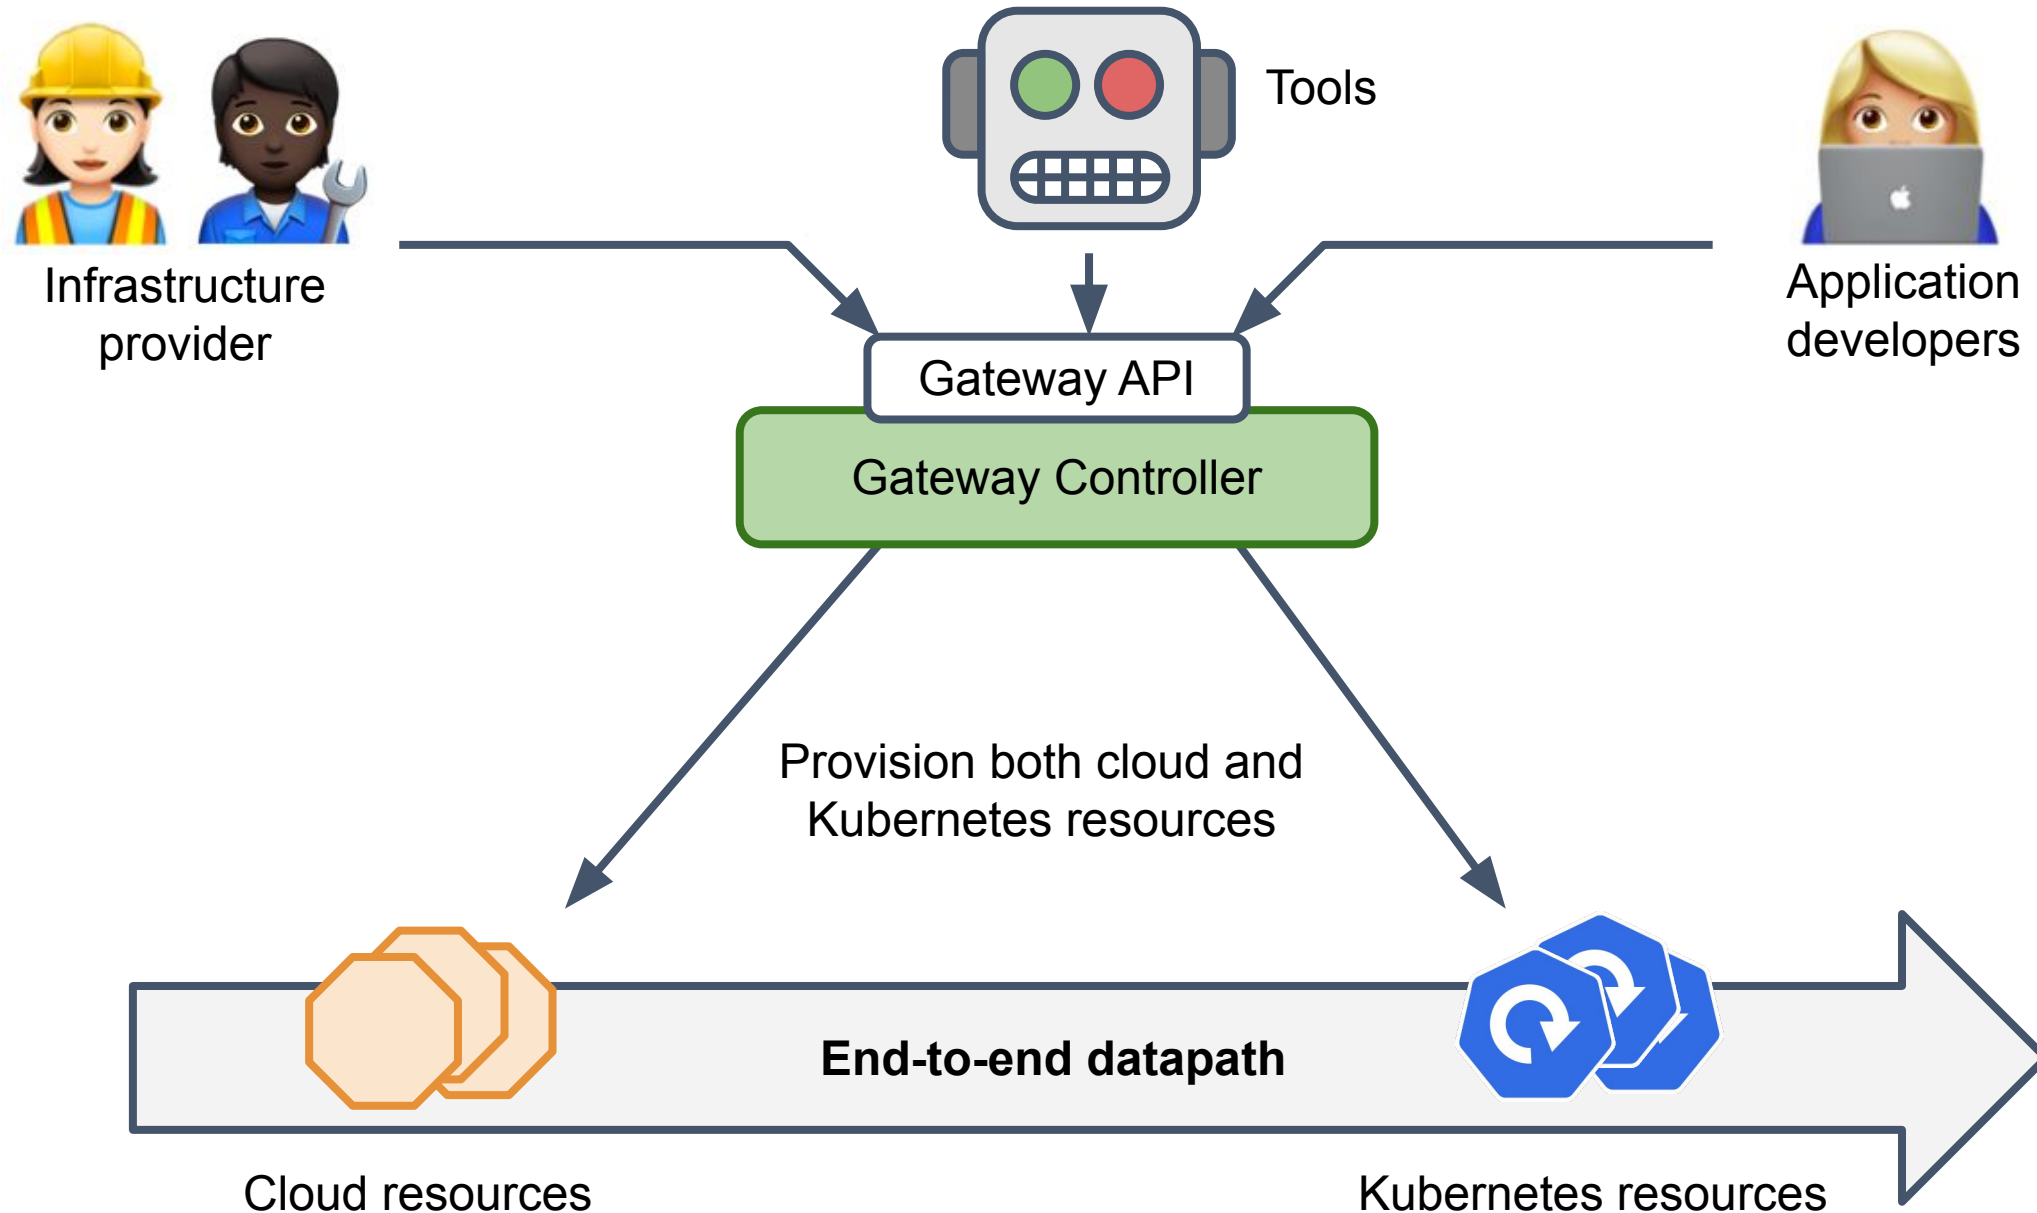 Tools
Infrastructure
provider
Application
developers
Gateway API
Gateway Controller
Provision both cloud and
Kubernetes resources
End-to-end datapath
Cloud resources
Kubernetes resources